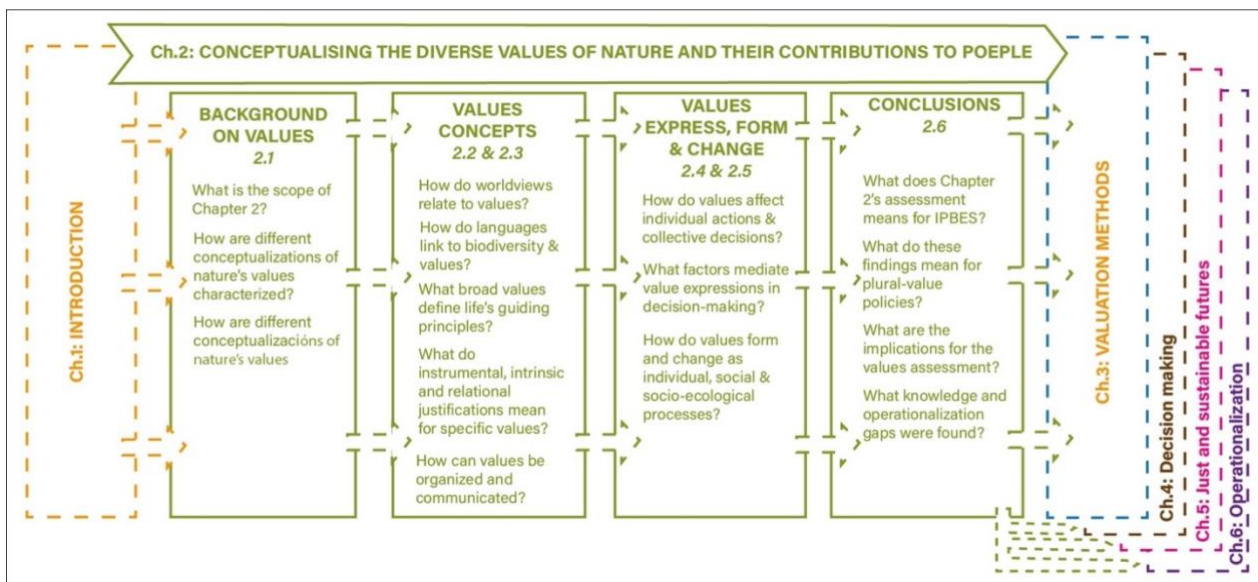 Ch.2: CONCEPTUALISING THE DIVERSE VALUES OF NATURE AND THEIR CONTRIBUTIONS TO POEPLE
Ch.1: INTRODUCTION
BACKGROUND
ON VALUES
2.1
What is the scope of
Chapter 2?
How are different
conceptualizations of
nature's values
characterized?
How are different
conceptualizacións of
nature's values
VALUES
CONCEPTS
2.2 & 2.3
How do worldviews
relate to values?
How do languages
link to biodiversity &
values?
What broad values
define life's guiding
principles?
What do
instrumental, intrinsic
and relational
justifications mean
for specific values?
How can values be
organized and
communicated?
VALUES
EXPRESS, FORM
& CHANGE
2.4 & 2.5
How do values affect
individual actions &
collective decisions?
What factors mediate
value expressions in
decision-making?
How do values form
and change as
individual, social &
socio-ecological
processes?
CONCLUSIONS
2.6
What does Chapter
2's assessment
means for IPBES?
What do these
findings mean for
plural-value
policies?
What are the
implications for the
values assessment?
What knowledge and
operationalization
gaps were found?
Ch.3: VALUATION METHODS
Ch.4: Decision making
Ch.5: Just and sustainable futures
Ch.6: Operationalization